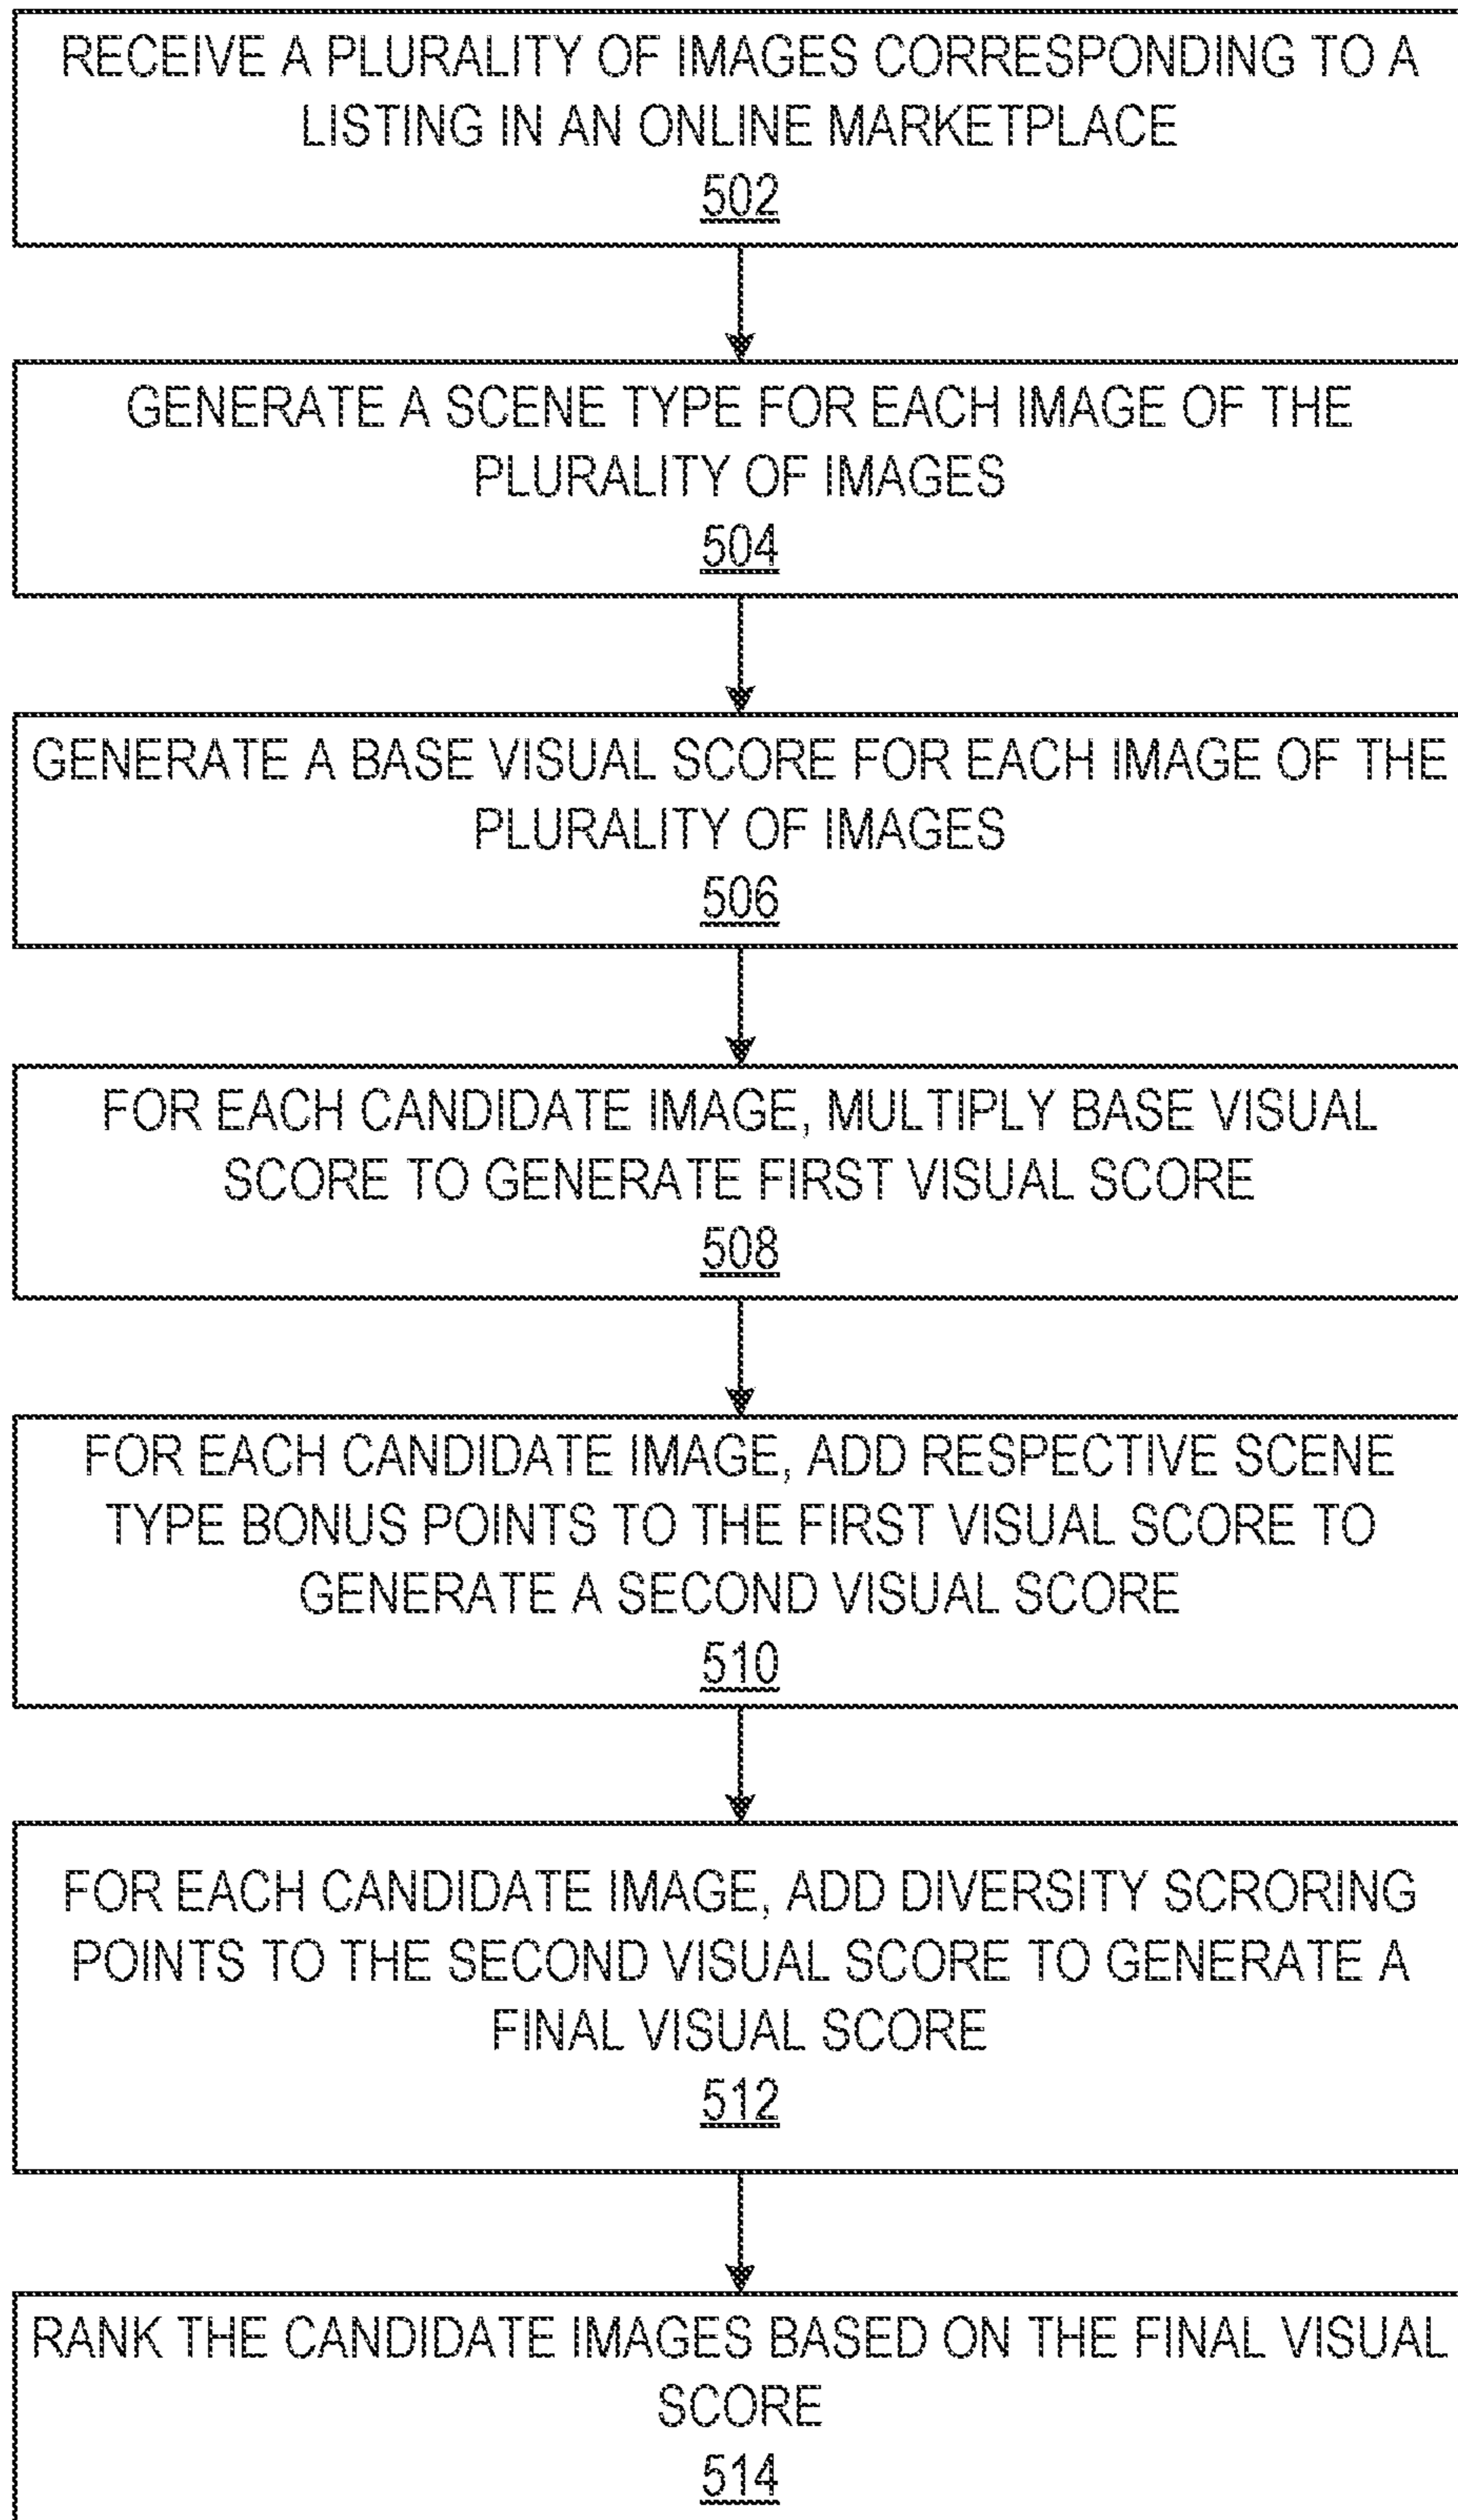 RECEIVE A PLURALITY OF IMAGES CORRESPONDING TO A
LISTING IN AN ONLINE MARKETPLACE
502
GENERATE A SCENE TYPE FOR EACH IMAGE OF THE
PLURALITY OF IMAGES
504
GENERATE A BASE VISUAL SCORE FOR EACH IMAGE OF THE
PLURALITY OF IMAGES
506
FOR EACH CANDIDATE IMAGE, MULTIPLY BASE VISUAL
SCORE TO GENERATE FIRST VISUAL SCORE
508
FOR EACH CANDIDATE IMAGE, ADD RESPECTIVE SCENE
TYPE BONUS POINTS TO THE FIRST VISUAL SCORE TO
GENERATE A SECOND VISUAL SCORE
510
FOR EACH CANDIDATE IMAGE, ADD DIVERSITY SCRORING
POINTS TO THE SECOND VISUAL SCORE TO GENERATE A
FINAL VISUAL SCORE
512
RANK THE CANDIDATE IMAGES BASED ON THE FINAL VISUAL
SCORE
514